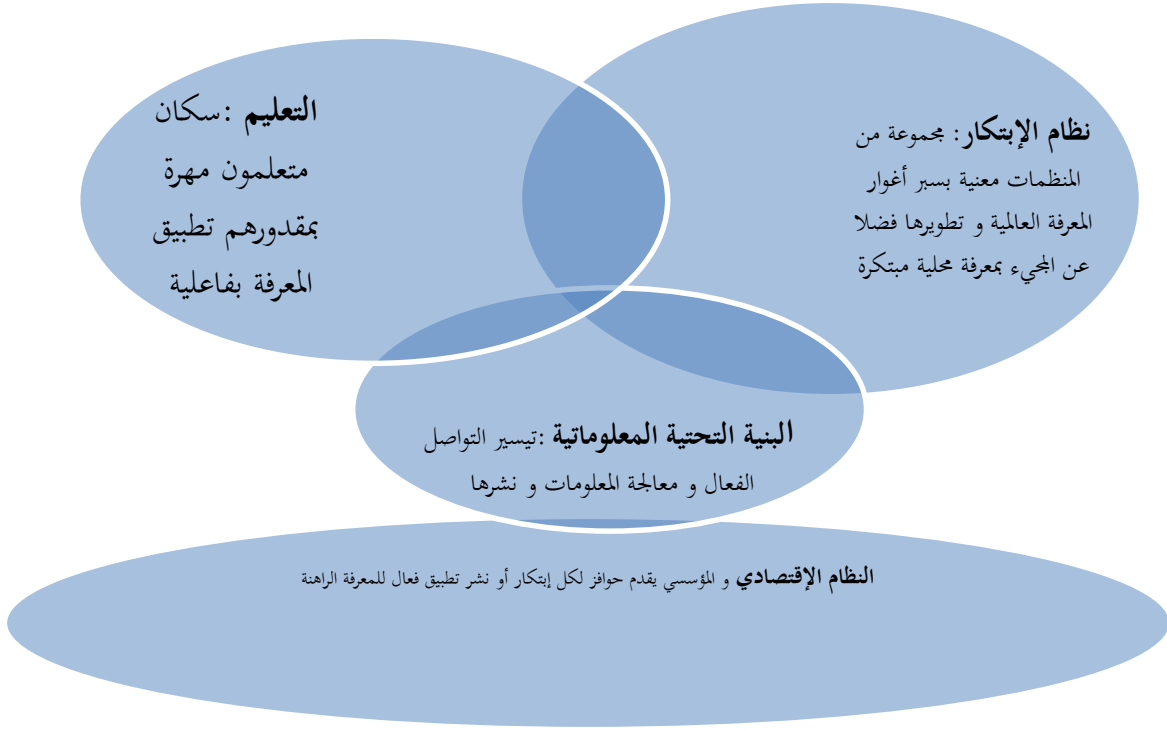 نظام الإبتكار: مجموعة من
المنظمات معنية بسبر أغوار
المعرفة العالمية و تطويرها فضلا
عن المجيء بمعرفة محلية مبتكرة
التعليم :سكان
متعلمون مهرة
بمقدورهم تطبيق
المعرفة بفاعلية
البنية التحتية المعلوماتية :تيسير التواصل
الفعال و معالجة المعلومات و نشرها
النظام الإقتصادي و المؤسسي يقدم حوافز لكل إبتكار أو نشر تطبيق فعال للمعرفة الراهنة